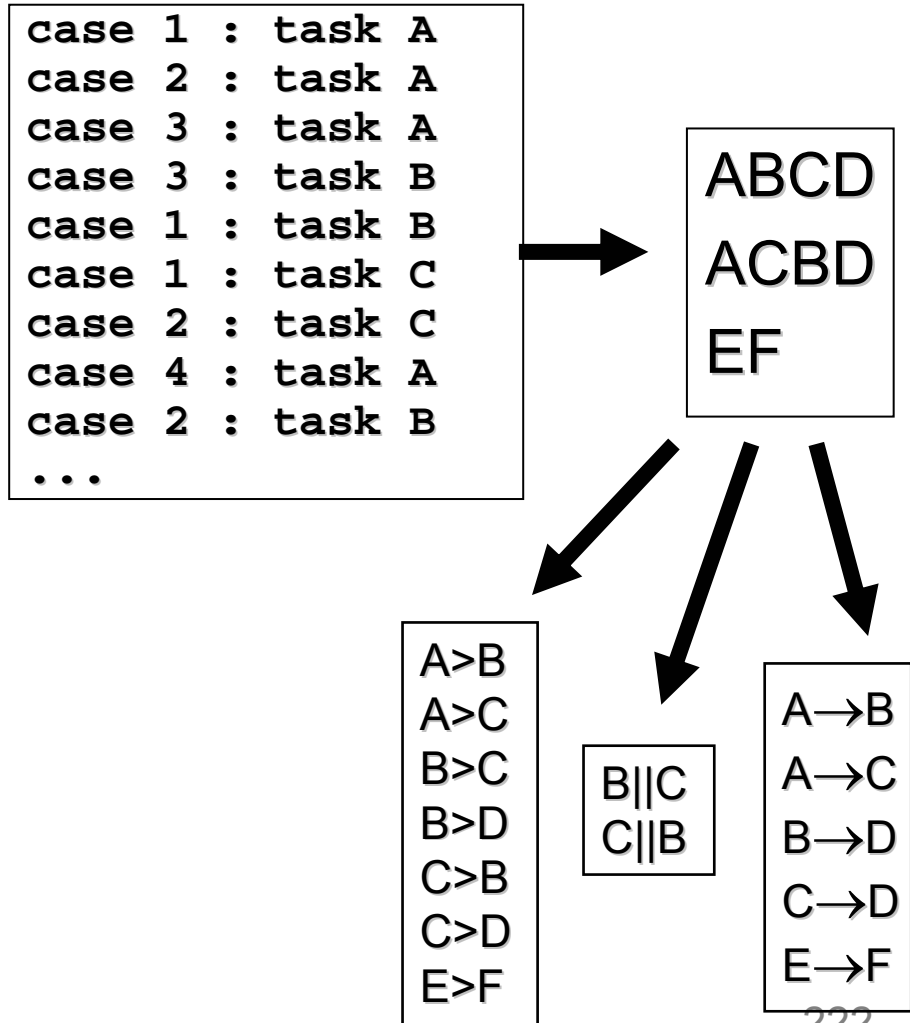 case 1 : task A
case 2 : task A
case 3 : task A
case 3 : task B
case 1 : task B
case 1 : task C
case 2 : task C
case 4 : task A
case 2 : task B
...
ABCD
ACBD
EF
A>B
A>C
B>C
B>D
C>B
C>D
E>F
B||C
C||B
A→B
A→C
B→D
C→D
E→F